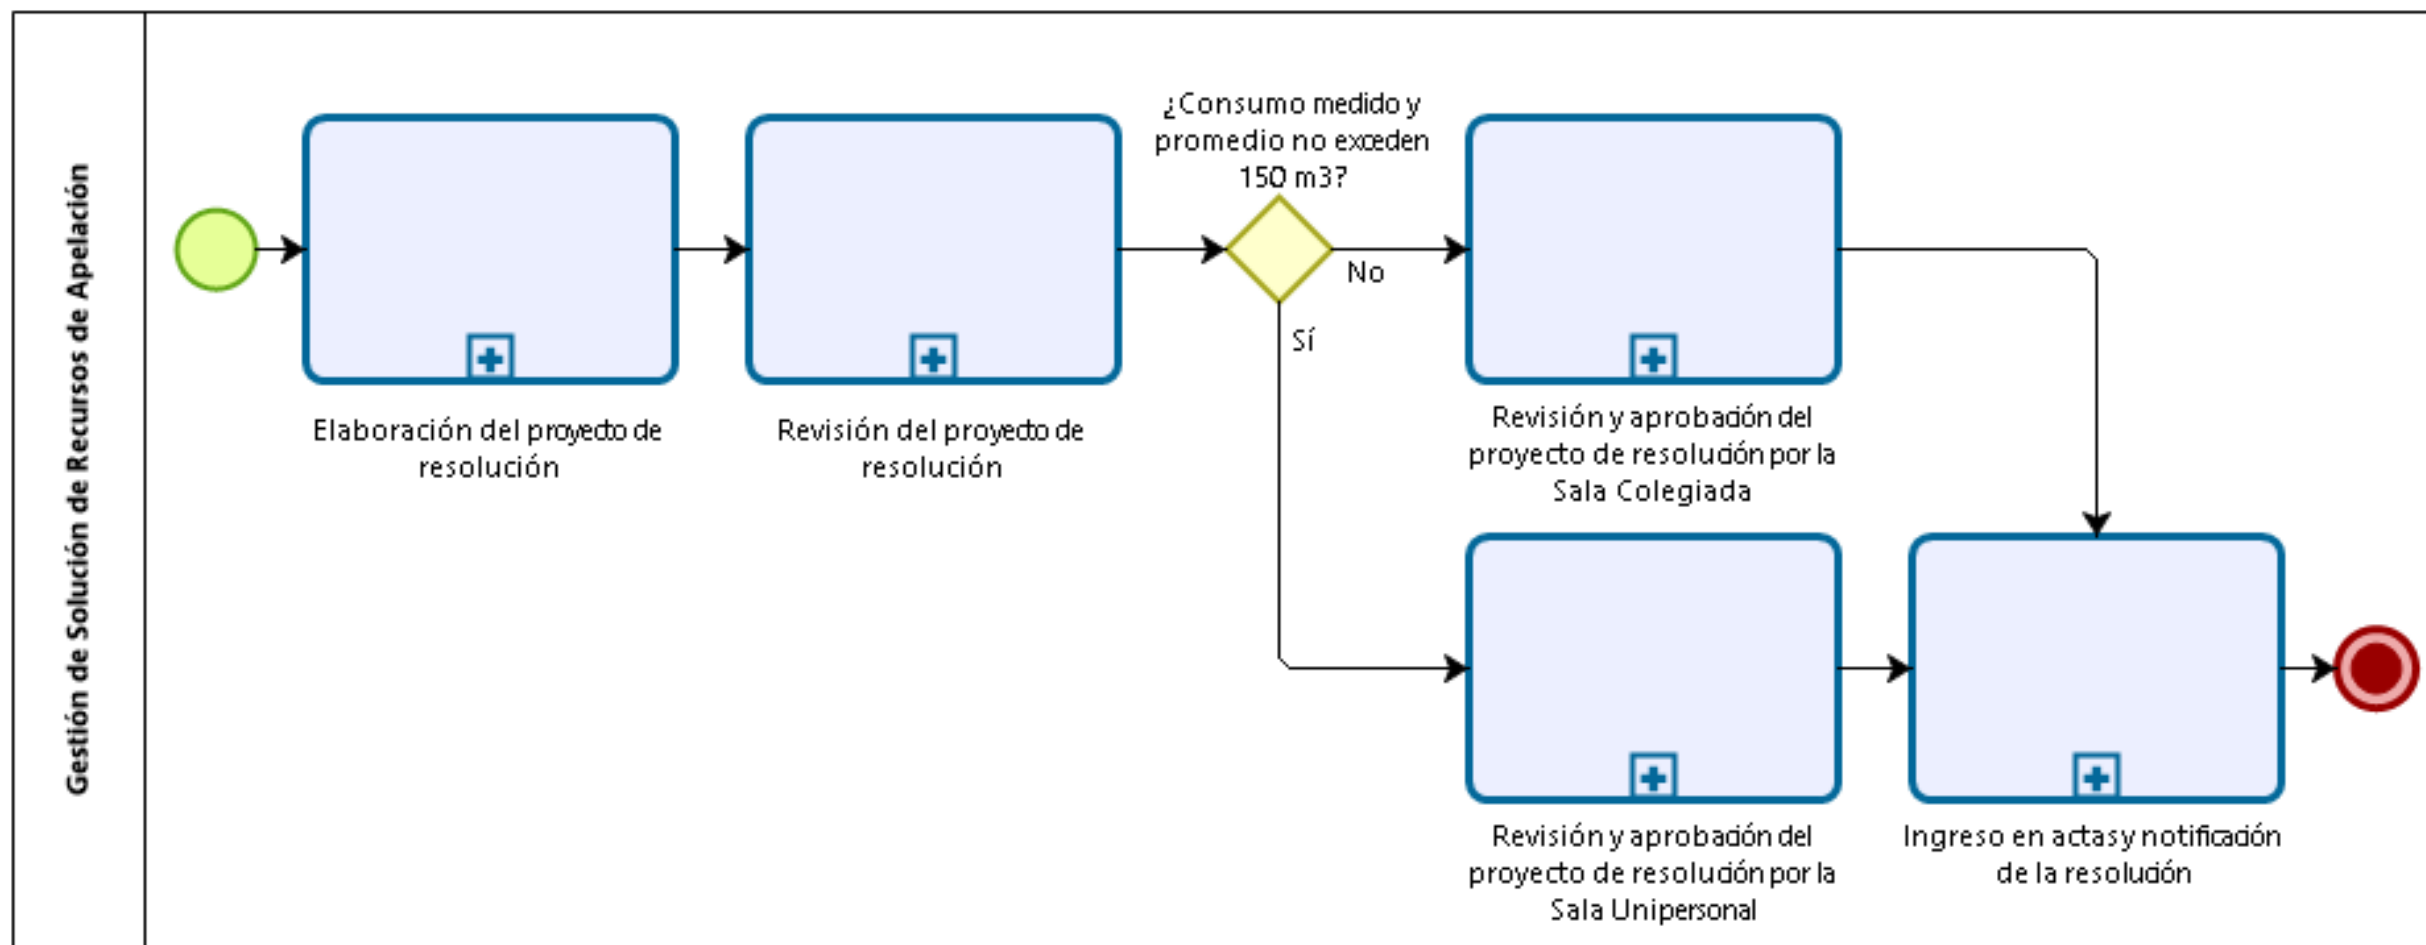 Gestión de Solución de Recursos de Apelación
Elaboración del proyecto de
resolución
Revisión del proyecto de
resolución
¿Consumo medido y
promedio no exceden
150 m3?
No
Sí
Revisión y aprobación del
proyecto de resolución por la
Sala Colegiada
Revisión y aprobación del
proyecto de resolución por la
Sala Unipersonal
Ingreso en actas y notificación
de la resolución